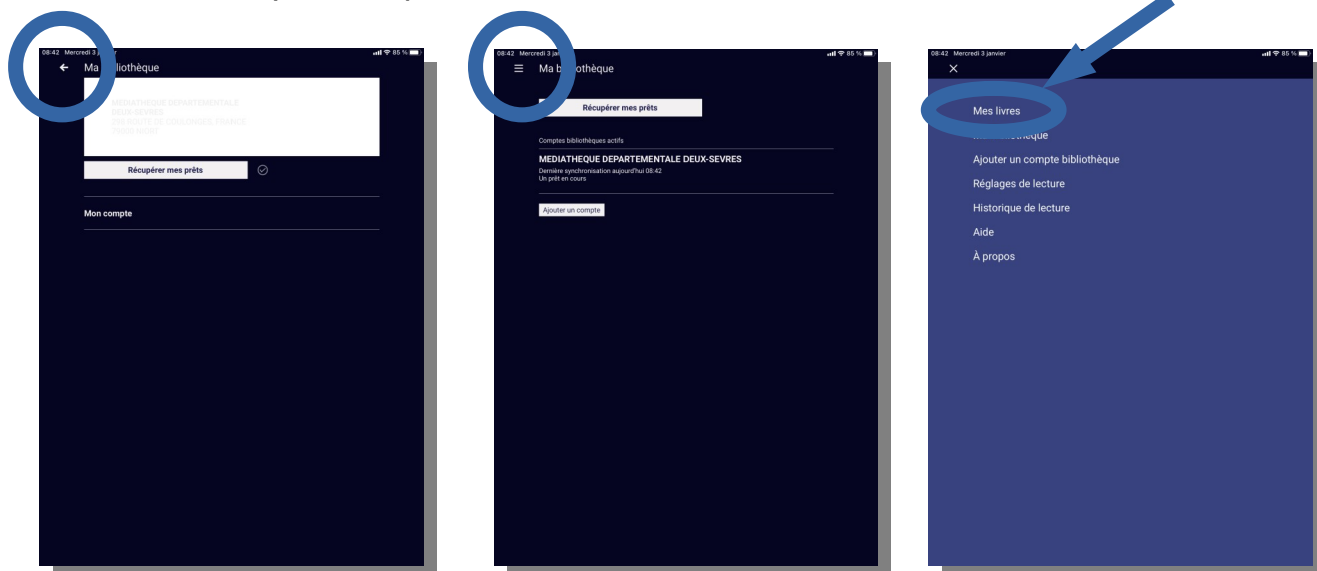 08:42 Mercredi 3 j
85 %
Ma liothèque
MEDIATHEQUE DEPARTEMENTALE
DEUX-SEVRES
Récupérer mes prêts
Mon compte
08:42 Mercredi 3 jan
85 %
Ma b othèque
Récupérer mes prêts
Comptes bibliothèques actifs
MEDIATHEQUE DEPARTEMENTALE DEUX-SEVRES
Dernière synchronisation aujourd'hui 08:42
Un prêt en cours
Ajouter un compte
08:42 Mercredi 3 janvier
85 %
Mes livres
Ajouter un compte bibliothèque
Réglages de lecture
Historique de lecture
Aide
À propos